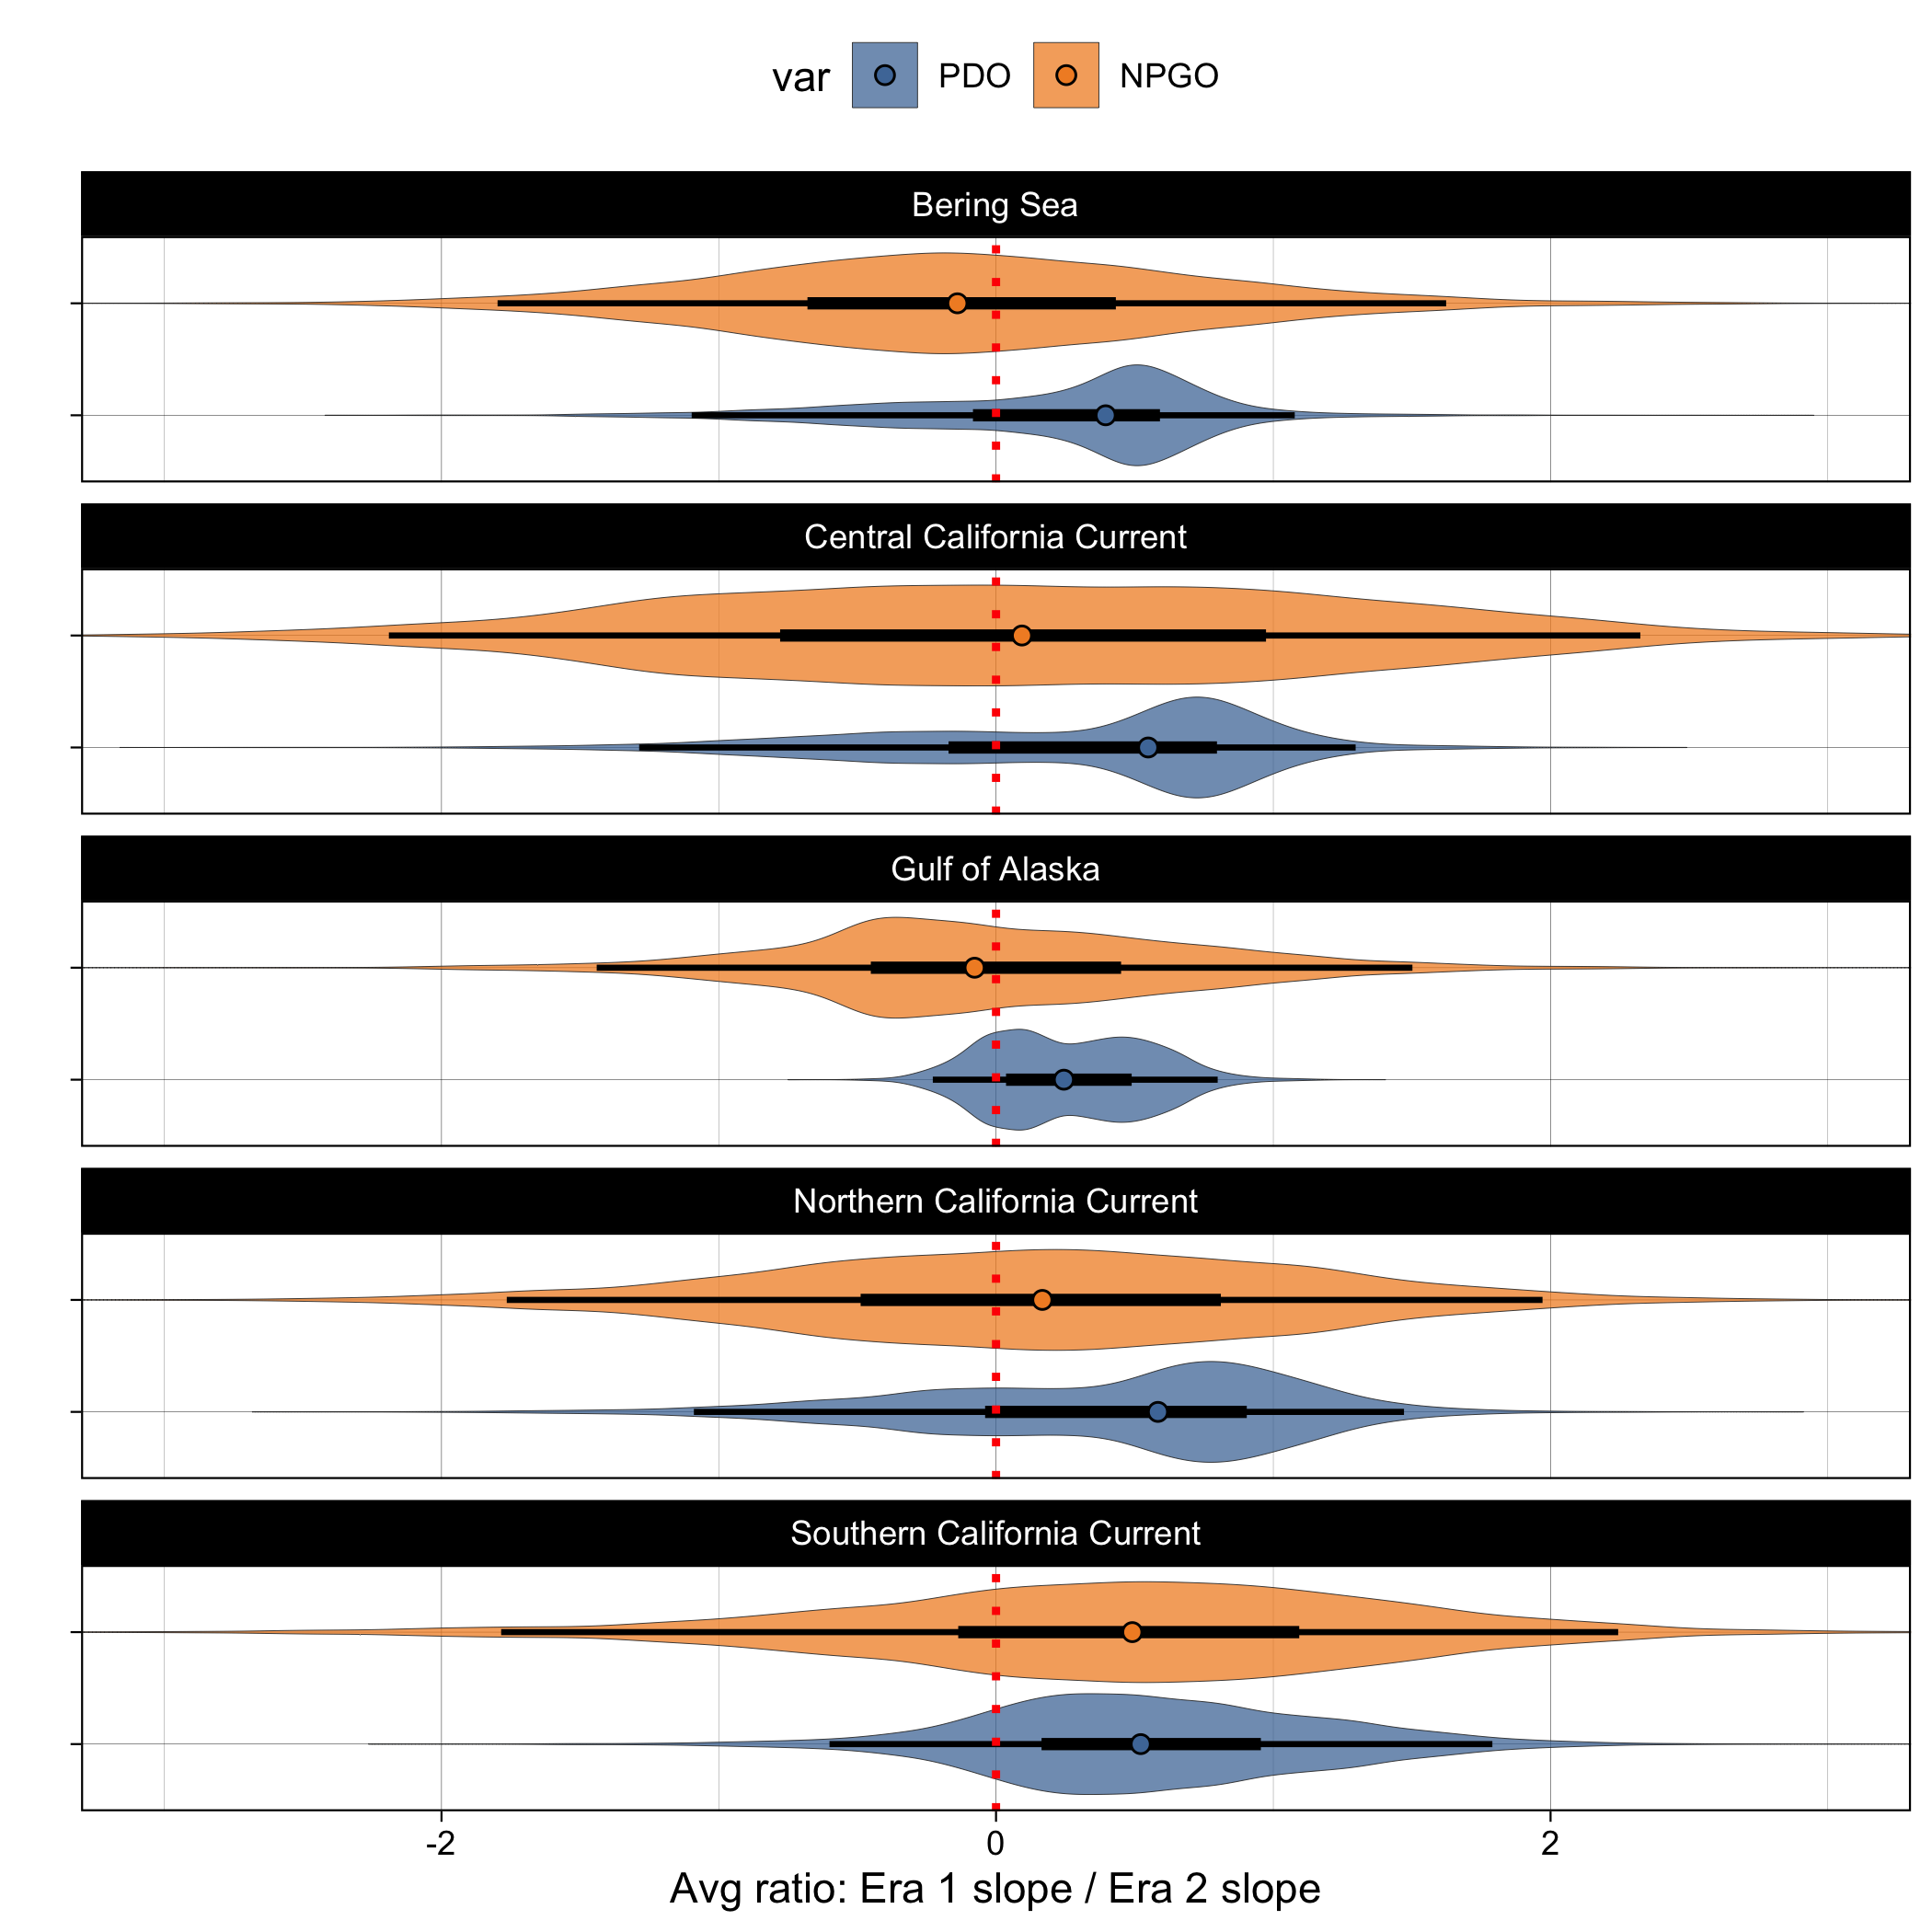 var PDO NPGO
Bering Sea
Central California Current
Gulf of Alaska
Northern California Current
Southern California Current
-2 0 2
Avg ratio: Era 1 slope / Era 2 slope